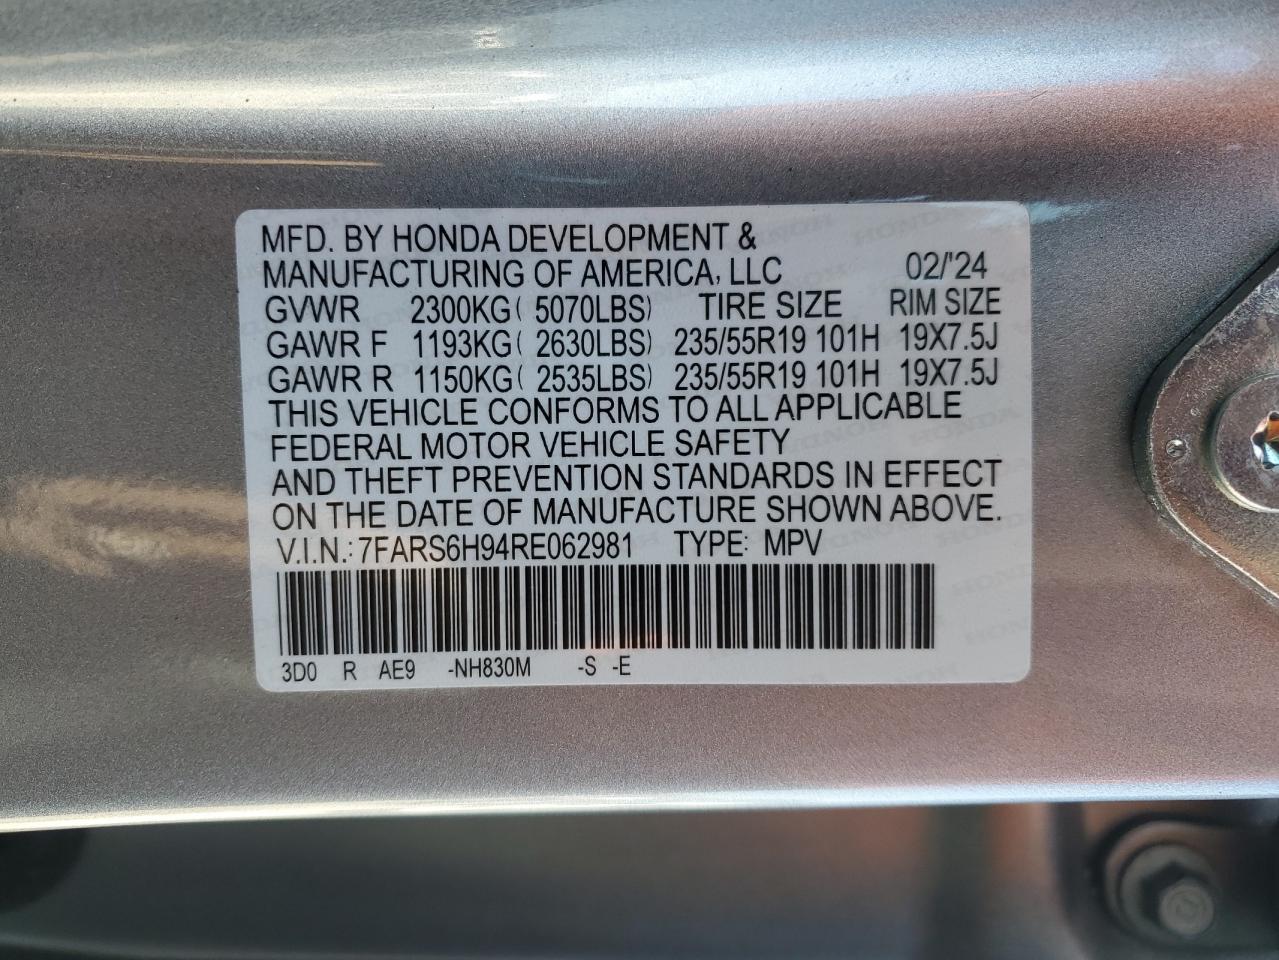 MFD. BY HONDA DEVELOPMENT &
MANUFACTURING OF AMERICA, LLC 02/'24
GVWR 2300KG( 5070LBS) TIRE SIZE RIM SIZE
GAWR F 1193KG( 2630LBS) 235/55R19 101H 19X7.5J
GAWR R 1150KG( 2535LBS) 235/55R19 101H 19X7.5J
THIS VEHICLE CONFORMS TO ALL APPLICABLE
FEDERAL MOTOR VEHICLE SAFETY
AND THEFT PREVENTION STANDARDS IN EFFECT
ON THE DATE OF MANUFACTURE SHOWN ABOVE.
V.I.N.: 7FARS6H94RE062981 TYPE: MPV
3D0 R AE9 -NH830M -S -E